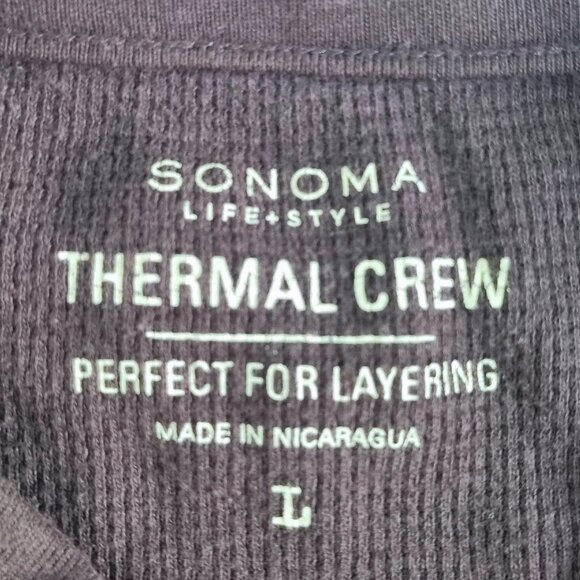 SONOMA
LIFE+STYLE
THERMAL CREW
PERFECT FOR LAYERING
MADE IN NICARAGUA
L